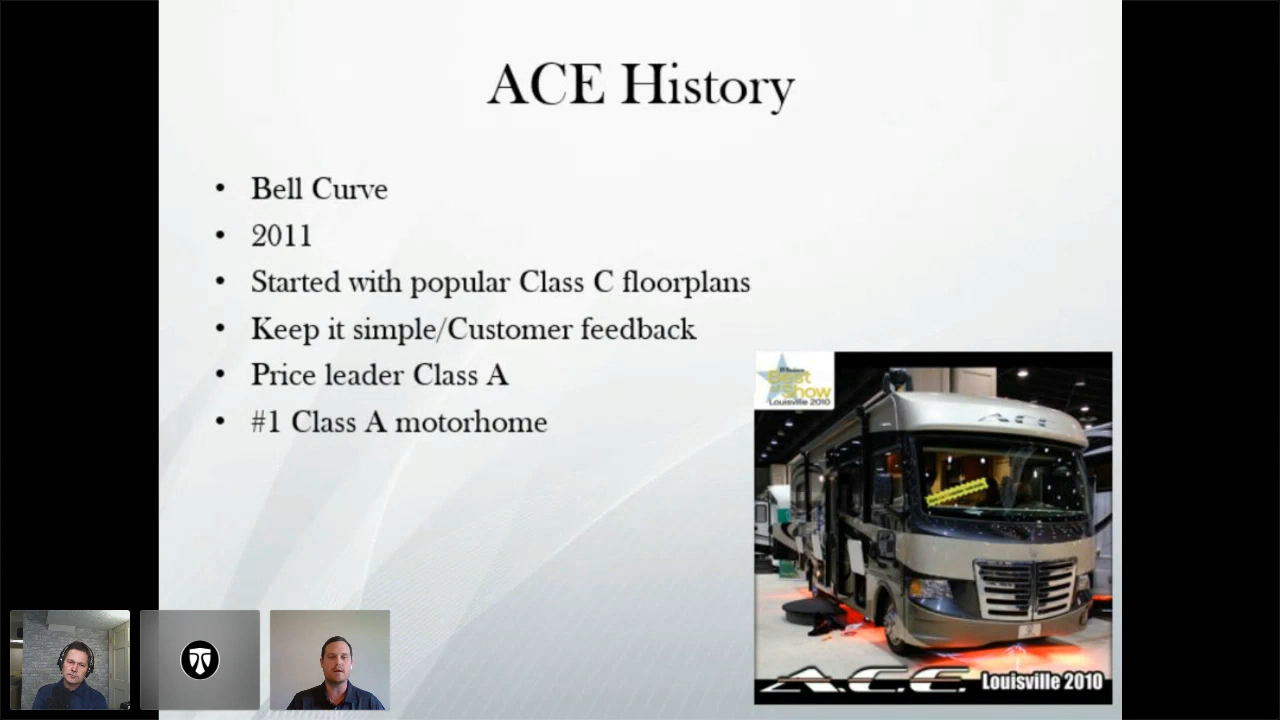 ACE History
• Bell Curve
• 2011
• Started with popular Class C floorplans
• Keep it simple/Customer feedback
• Price leader Class A
• #1 Class A motorhome
Best
of Show
Louisville 2010
ACE
A.C.E. Louisville 2010